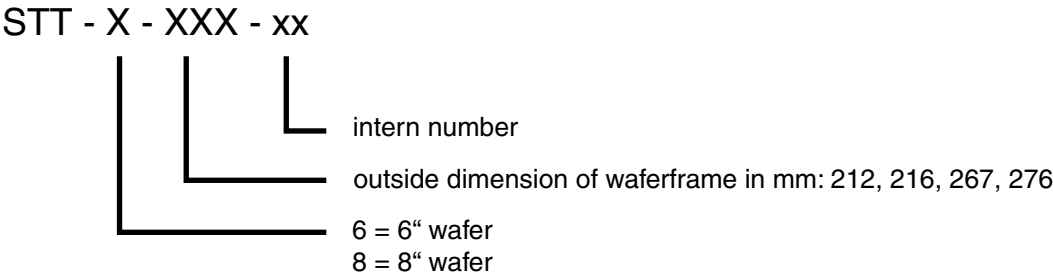 STT - X - XXX - xx
intern number
outside dimension of waferframe in mm: 212, 216, 267, 276
6 = 6“ wafer
8 = 8“ wafer